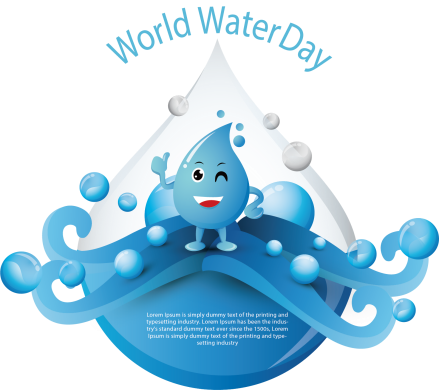 World Water Day
Lorem Ipsum is simply dummy text of the printing and
typesetting industry. Lorem Ipsum has been the indus-
try's standard dummy text ever since the 1500s, Lorem
Ipsum is simply dummy text of the printing and type-
setting industry